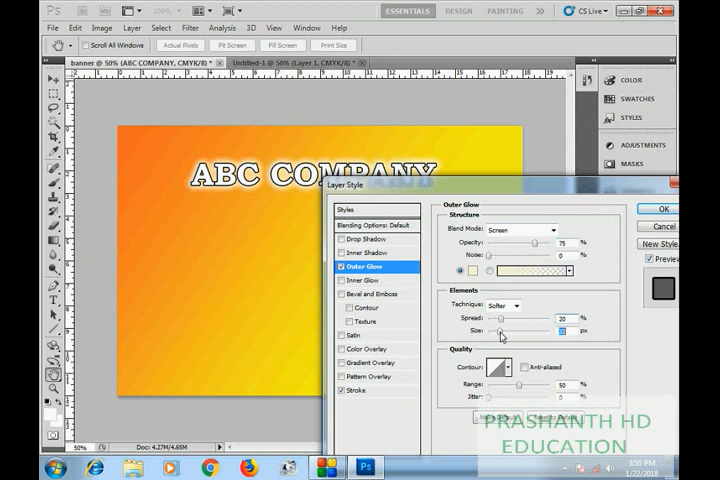 Ps 100% ESSENTIALS DESIGN PAINTING CS Live
File Edit Image Layer Select Filter Analysis 3D View Window Help
Scroll All Windows Actual Pixels Fit Screen Fill Screen Print Size
banner @ 50% (ABC COMPANY, CMYK/8) * Untitled-1 @ 50% (Layer 1, CMYK/8) *
COLOR
SWATCHES
STYLES
ADJUSTMENTS
MASKS
ABC COMPANY
Layer Style
Styles
Blending Options: Default
Drop Shadow
Inner Shadow
Outer Glow
Inner Glow
Bevel and Emboss
Contour
Texture
Satin
Color Overlay
Gradient Overlay
Pattern Overlay
Stroke
Outer Glow
Structure
Blend Mode: Screen
Opacity: 75 %
Noise: 0 %
Elements
Technique: Softer
Spread: 20 %
Size: px
Quality
Contour: Anti-aliased
Range: 50 %
Jitter: 0 %
OK
Cancel
New Style...
Preview
50% Doc: 4.27M/4.65M
PRASHANTH HD
EDUCATION
Ps
3:51 PM
1/22/2018